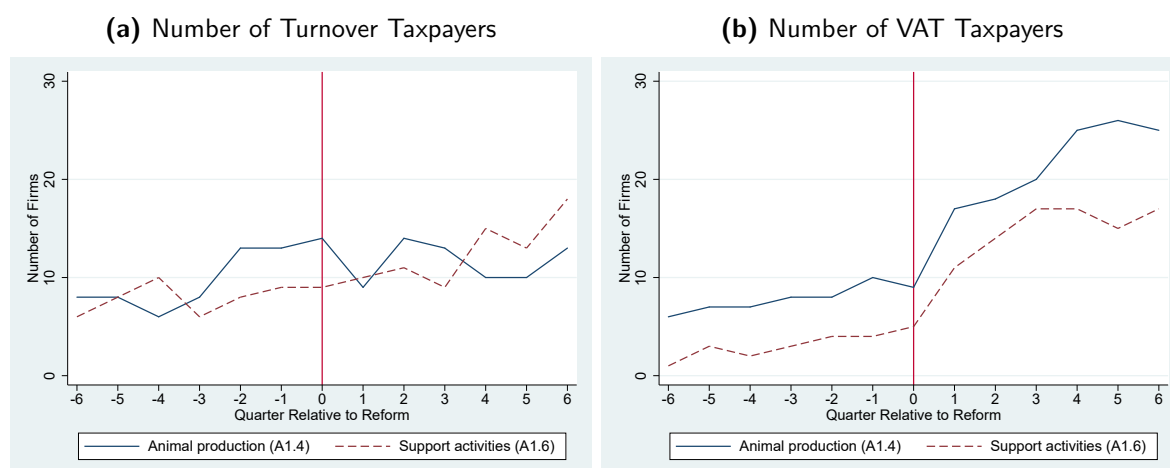 (a) Number of Turnover Taxpayers
30
20
10
0
Number of Firms
-6 -5 -4 -3 -2 -1 0 1 2 3 4 5 6
Quarter Relative to Reform
Animal production (A1.4) Support activities (A1.6)
(b) Number of VAT Taxpayers
30
20
10
0
Number of Firms
-6 -5 -4 -3 -2 -1 0 1 2 3 4 5 6
Quarter Relative to Reform
Animal production (A1.4) Support activities (A1.6)